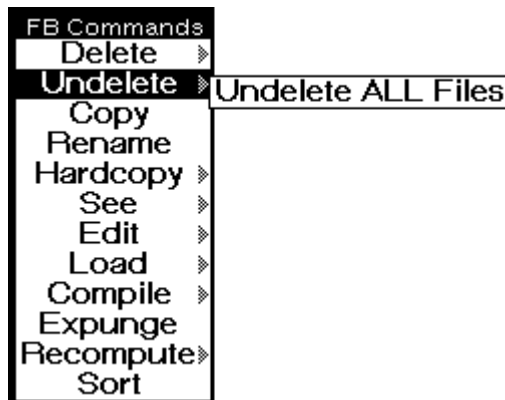 FB Commands
Delete
Undelete
Undelete ALL Files
Copy
Rename
Hardcopy
See
Edit
Load
Compile
Expunge
Recompute
Sort